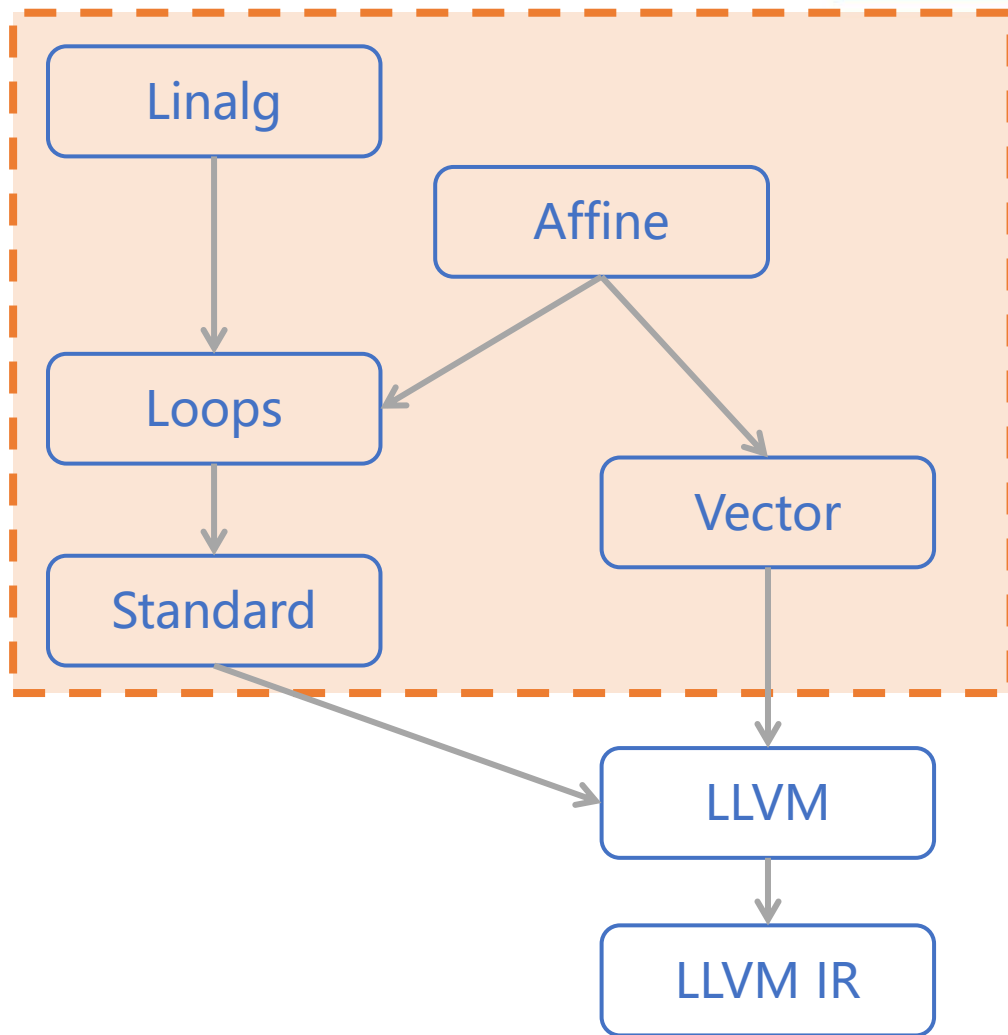 Linalg
Affine
Loops
Vector
Standard
LLVM
LLVM IR